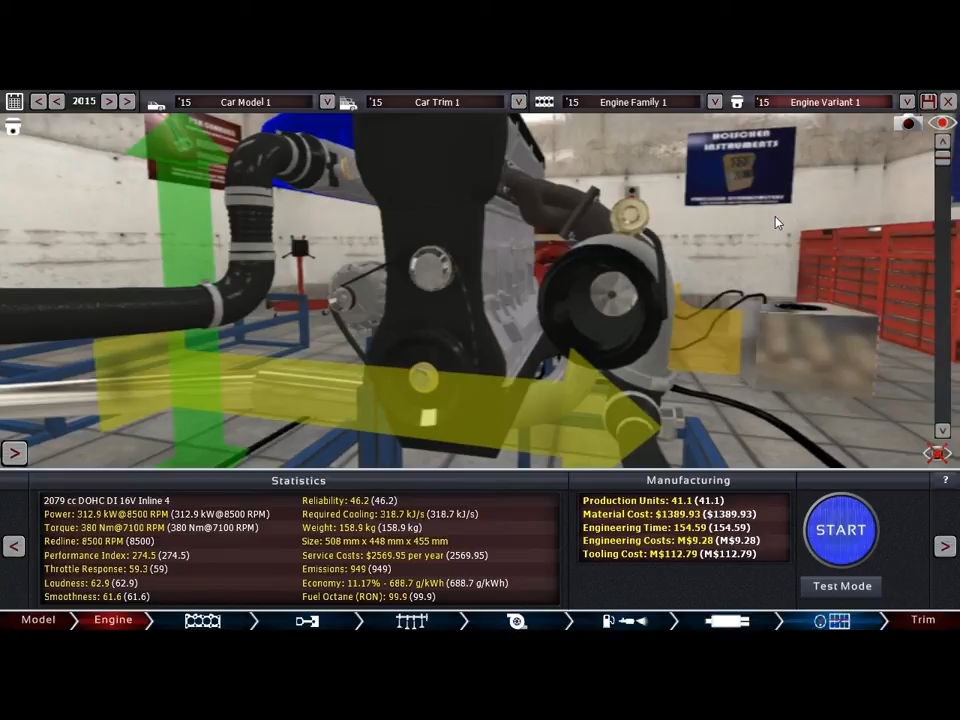 2015
'15 Car Model 1
'15 Car Trim 1
'15 Engine Family 1
'15 Engine Variant 1
HOLSCHER
INSTRUMENTS
Statistics
2079 cc DOHC DI 16V Inline 4
Power: 312.9 kW@8500 RPM (312.9 kW@8500 RPM)
Torque: 380 Nm@7100 RPM (380 Nm@7100 RPM)
Redline: 8500 RPM (8500)
Performance Index: 274.5 (274.5)
Throttle Response: 59.3 (59.3)
Loudness: 62.9 (62.9)
Smoothness: 61.6 (61.6)
Reliability: 46.2 (46.2)
Required Cooling: 318.7 kJ/s (318.7 kJ/s)
Weight: 158.9 kg (158.9 kg)
Size: 508 mm x 448 mm x 455 mm
Service Costs: $2569.95 per year (2569.95)
Emissions: 949 (949)
Economy: 11.17% - 688.7 g/kWh (688.7 g/kWh)
Fuel Octane (RON): 99.9 (99.9)
Manufacturing
Production Units: 41.1 (41.1)
Material Cost: $1389.93 ($1389.93)
Engineering Time: 154.59 (154.59)
Engineering Costs: M$9.28 (M$9.28)
Tooling Cost: M$112.79 (M$112.79)
?
START
Test Mode
Model
Engine
Trim